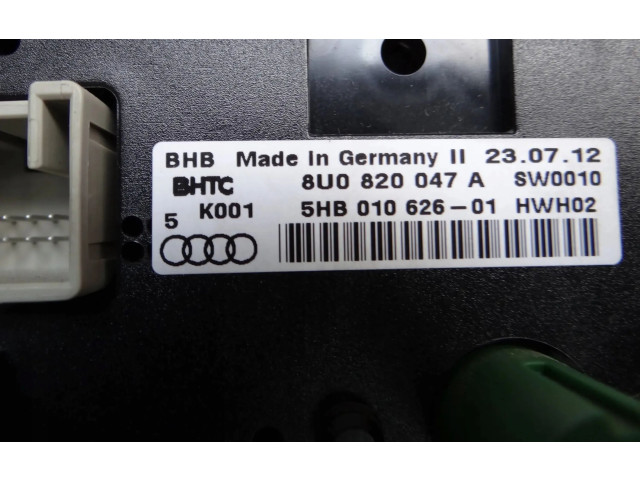 BHB Made In Germany II 23.07.12
BHTC 8U0 820 047 A SW0010
5 K001 5HB 010 626-01 HWH02